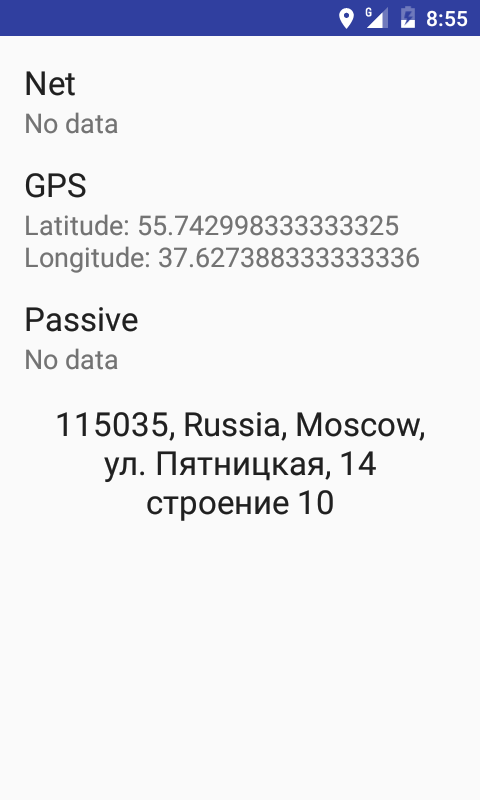 G
8:55
Net
No data
GPS
Latitude: 55.742998333333325
Longitude: 37.627388333333336
Passive
No data
115035, Russia, Moscow,
ул. Пятницкая, 14
строение 10